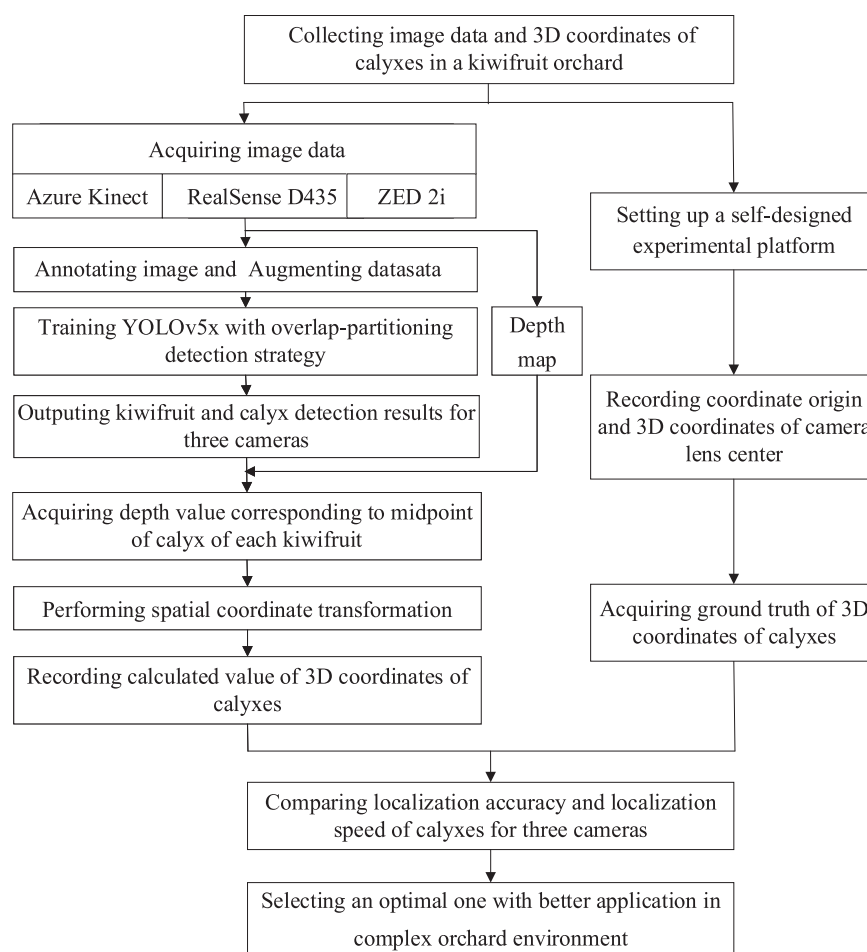 Collecting image data and 3D coordinates of
calyxes in a kiwifruit orchard
Acquiring image data
Azure Kinect
RealSense D435
ZED 2i
Annotating image and Augmenting datasata
Training YOLOv5x with overlap-partitioning
detection strategy
Outputing kiwifruit and calyx detection results for
three cameras
Depth
map
Acquiring depth value corresponding to midpoint
of calyx of each kiwifruit
Performing spatial coordinate transformation
Recording calculated value of 3D coordinates of
calyxes
Setting up a self-designed
experimental platform
Recording coordinate origin
and 3D coordinates of camera
lens center
Acquiring ground truth of 3D
coordinates of calyxes
Comparing localization accuracy and localization
speed of calyxes for three cameras
Selecting an optimal one with better application in
complex orchard environment